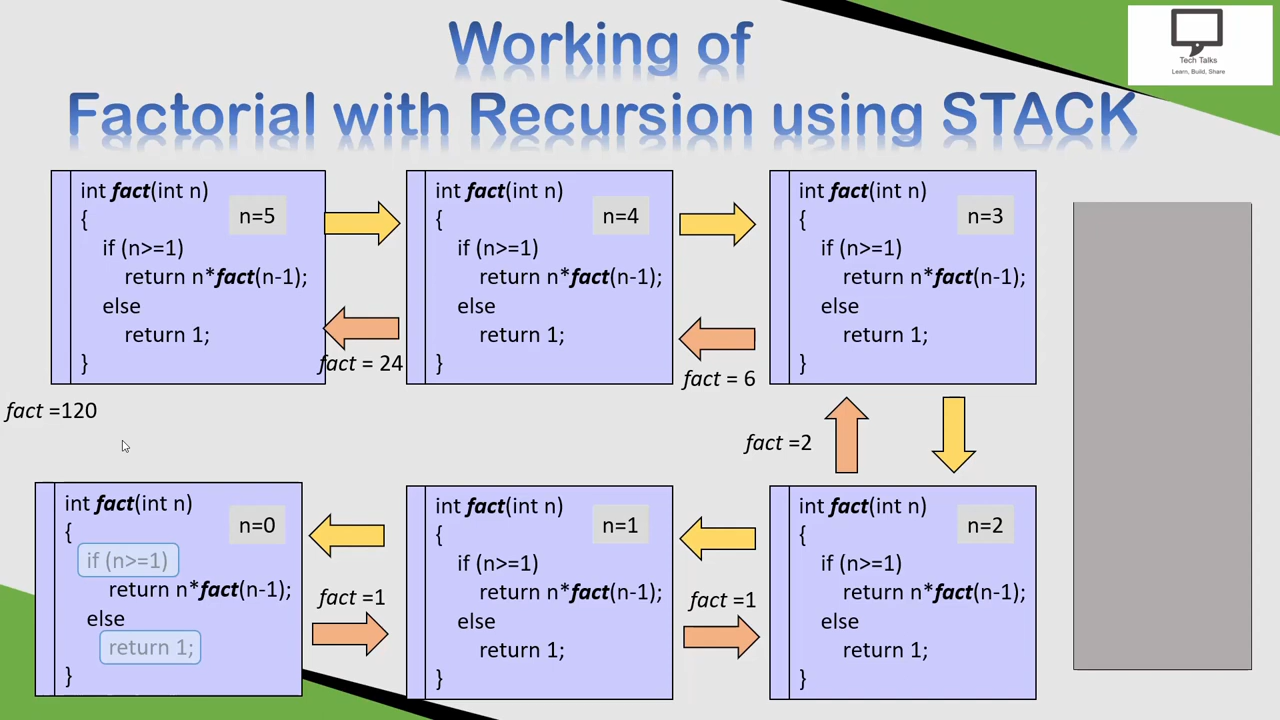 Working of
Factorial with Recursion using STACK
Tech Talks
Learn, Build, Share
int fact(int n)
{
n=5
if (n>=1)
return n*fact(n-1);
else
return 1;
}
int fact(int n)
{
n=4
if (n>=1)
return n*fact(n-1);
else
return 1;
}
int fact(int n)
{
n=3
if (n>=1)
return n*fact(n-1);
else
return 1;
}
fact = 24
fact = 6
fact =120
fact =2
int fact(int n)
{
n=0
if (n>=1)
return n*fact(n-1);
else
return 1;
}
fact =1
int fact(int n)
{
n=1
if (n>=1)
return n*fact(n-1);
else
return 1;
}
fact =1
int fact(int n)
{
n=2
if (n>=1)
return n*fact(n-1);
else
return 1;
}